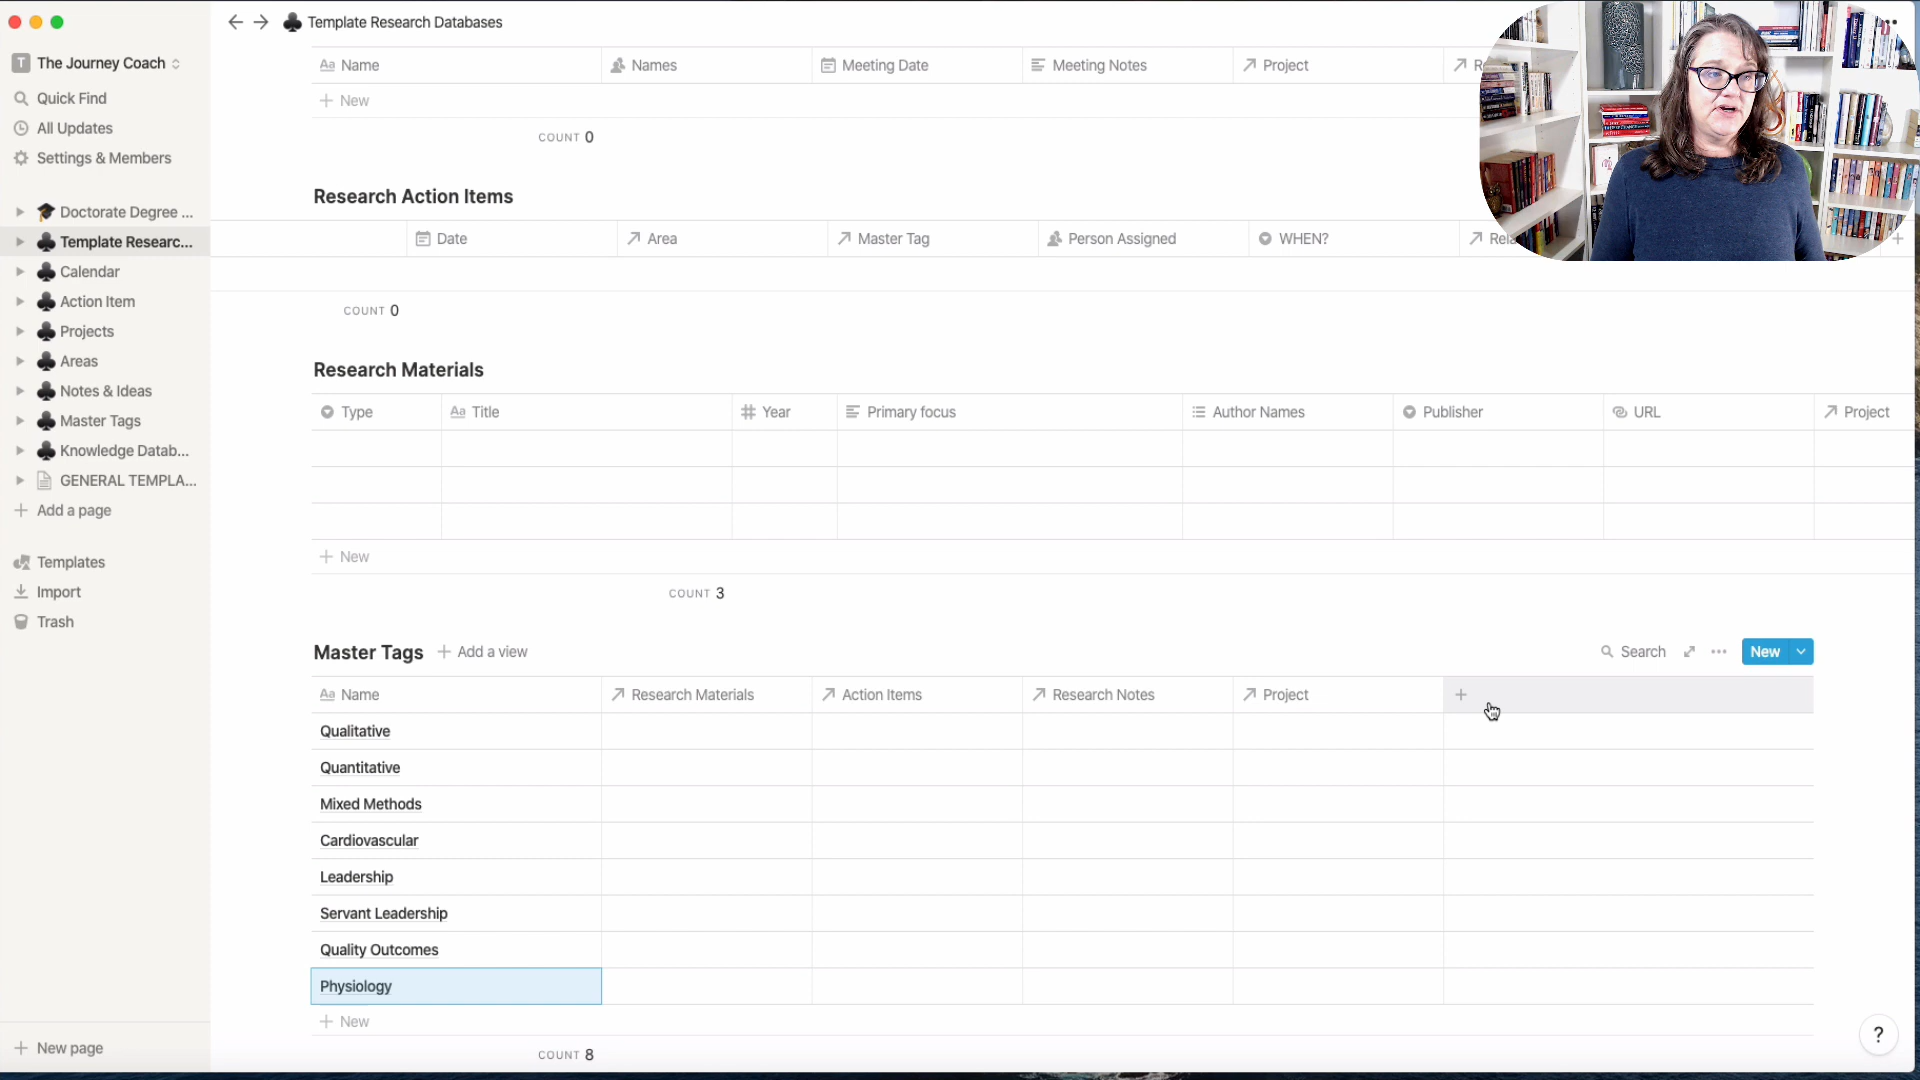 Template Research Databases
The Journey Coach
Quick Find
All Updates
Settings & Members
Doctorate Degree ...
Template Researc...
Calendar
Action Item
Projects
Areas
Notes & Ideas
Master Tags
Knowledge Datab...
GENERAL TEMPLA...
Add a page
Templates
Import
Trash
New page
Aa Name Names Meeting Date Meeting Notes Project
New
COUNT 0
Research Action Items
Date Area Master Tag Person Assigned WHEN? Rela
COUNT 0
Research Materials
Type Aa Title # Year Primary focus Author Names Publisher URL Project
New
COUNT 3
Master Tags + Add a view Search ... New
Aa Name Research Materials Action Items Research Notes Project +
Qualitative
Quantitative
Mixed Methods
Cardiovascular
Leadership
Servant Leadership
Quality Outcomes
Physiology
New
COUNT 8
?